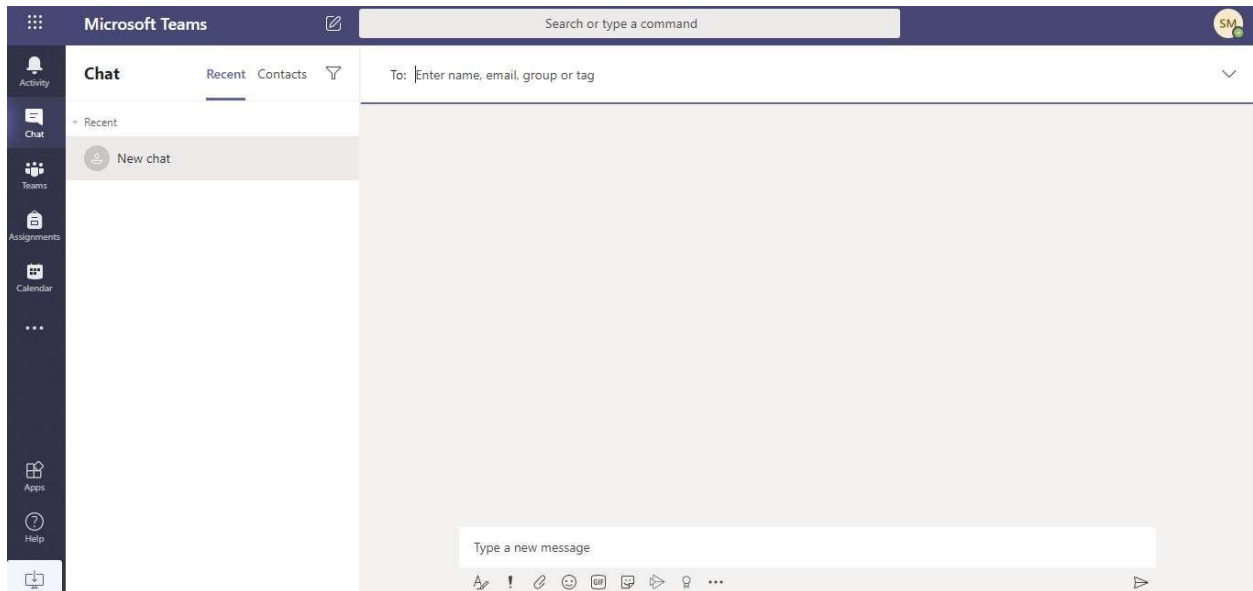 Microsoft Teams
Search or type a command
SM
Activity
Chat
Teams
Assignments
Calendar
Apps
Help
Chat
Recent
Contacts
Recent
New chat
To: Enter name, email, group or tag
Type a new message
GIF